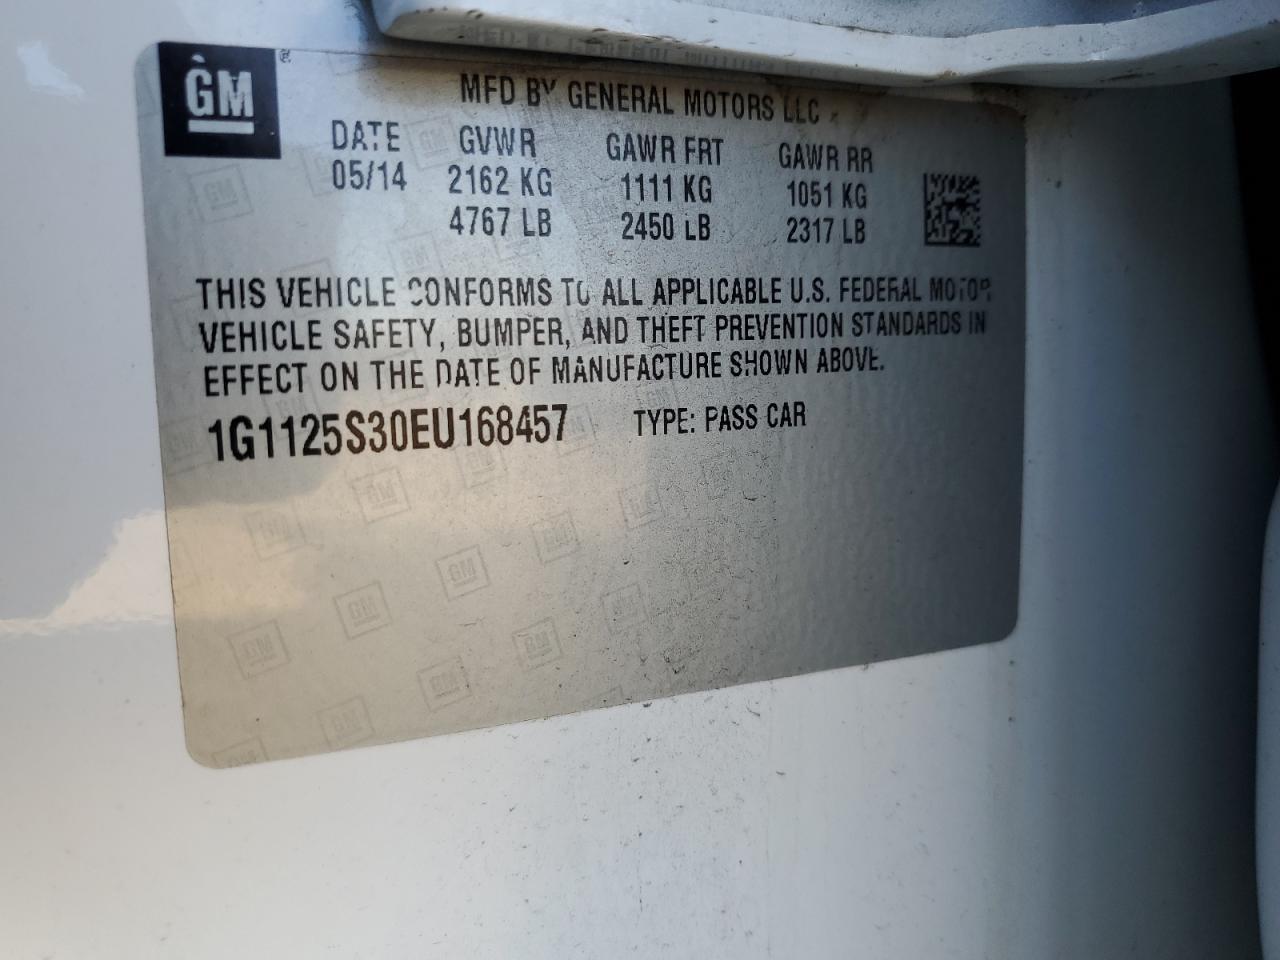 GM
MFD BY GENERAL MOTORS LLC
DATE GVWR GAWR FRT GAWR RR
05/14 2162 KG 1111 KG 1051 KG
4767 LB 2450 LB 2317 LB
THIS VEHICLE CONFORMS TO ALL APPLICABLE U.S. FEDERAL MOTOR
VEHICLE SAFETY, BUMPER, AND THEFT PREVENTION STANDARDS IN
EFFECT ON THE DATE OF MANUFACTURE SHOWN ABOVE.
1G1125S30EU168457 TYPE: PASS CAR